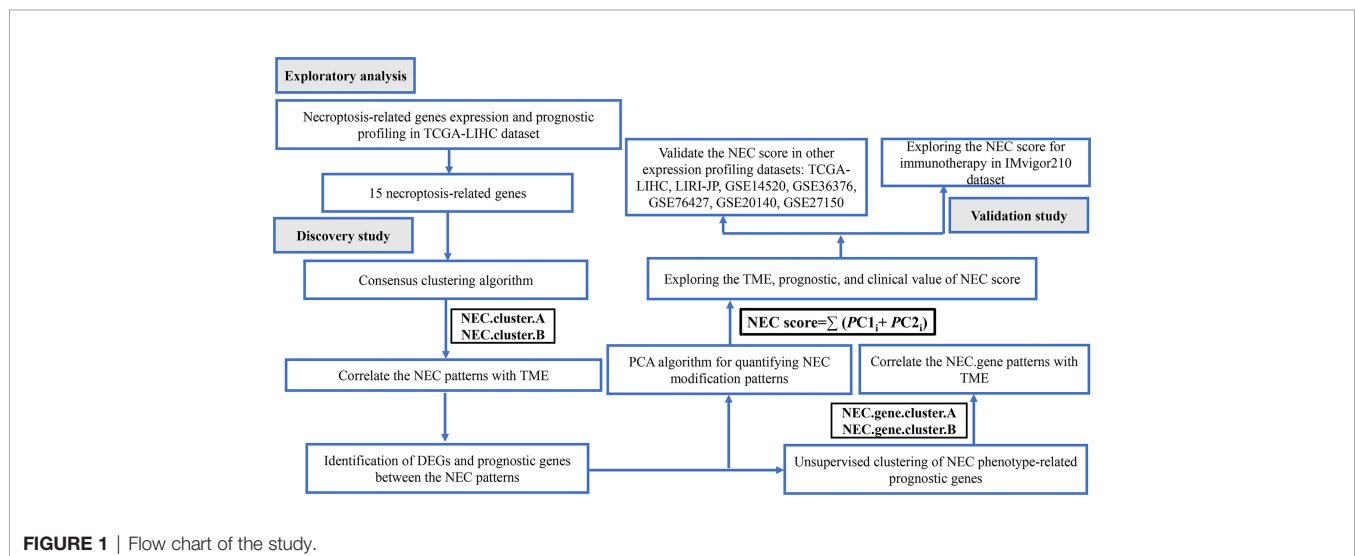 Exploratory analysis
Necroptosis-related genes expression and prognostic
profiling in TCGA-LIHC dataset
15 necroptosis-related genes
Discovery study
Consensus clustering algorithm
NEC.cluster.A
NEC.cluster.B
Correlate the NEC patterns with TME
Identification of DEGs and prognostic genes
between the NEC patterns
Validate the NEC score in other
expression profiling datasets: TCGA-
LIHC, LIRI-JP, GSE14520, GSE36376,
GSE76427, GSE20140, GSE27150
Exploring the NEC score for
immunotherapy in IMvigor210
dataset
Validation study
Exploring the TME, prognostic, and clinical value of NEC score
NEC score=∑ (PC1i+ PC2i)
PCA algorithm for quantifying NEC
modification patterns
Correlate the NEC.gene patterns with
TME
NEC.gene.cluster.A
NEC.gene.cluster.B
Unsupervised clustering of NEC phenotype-related
prognostic genes
FIGURE 1 | Flow chart of the study.